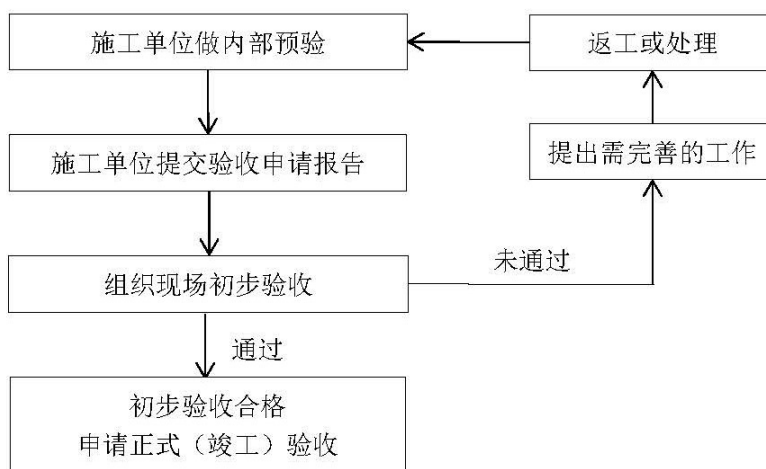 施工单位做内部预验
返工或处理
施工单位提交验收申请报告
提出需完善的工作
组织现场初步验收
未通过
通过
初步验收合格
申请正式（竣工）验收